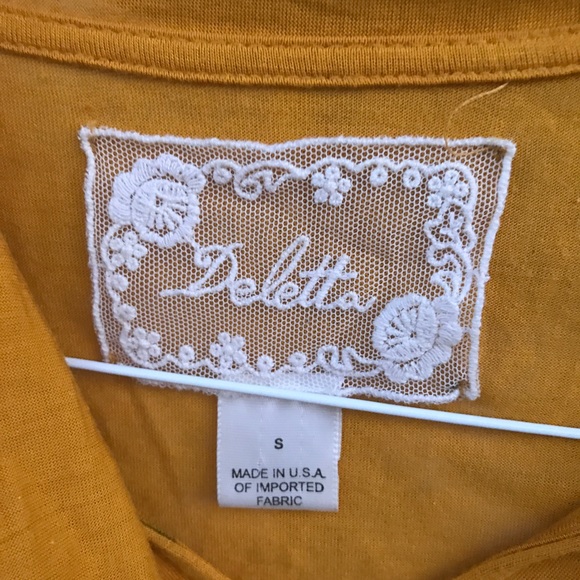 Deletta
S
MADE IN U.S.A.
OF IMPORTED
FABRIC